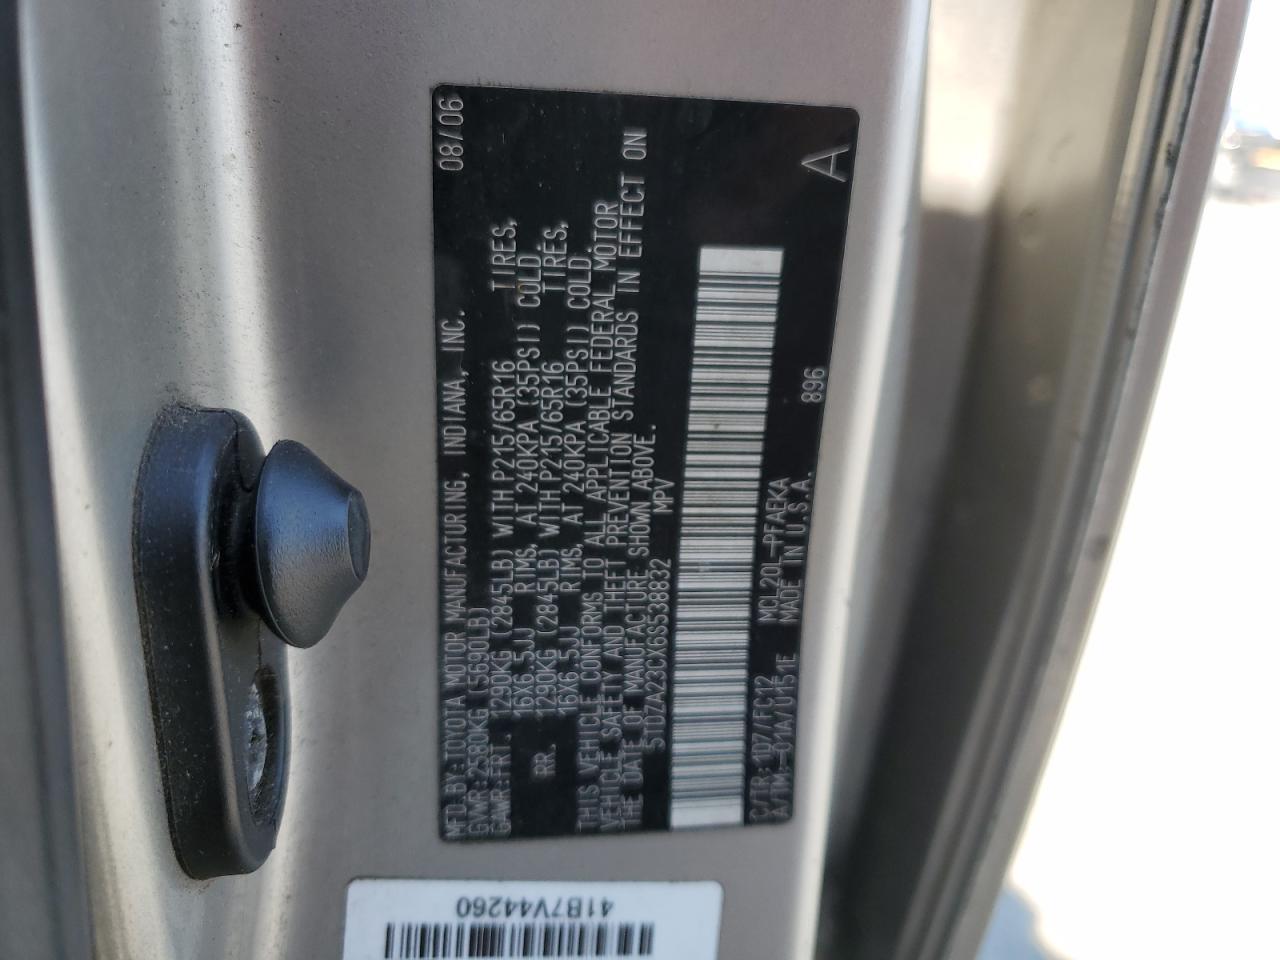 MFD. BY: TOYOTA MOTOR MANUFACTURING, INDIANA, INC. 08/06
GVWR: 2580KG (5690LB)
GAWR: FRT. 1290KG (2845LB) WITH P215/65R16 TIRES,
16X6.5JJ RIMS, AT 240KPA (35PSI) COLD.
RR. 1290KG (2845LB) WITH P215/65R16 TIRES,
16X6.5JJ RIMS, AT 240KPA (35PSI) COLD.
THIS VEHICLE CONFORMS TO ALL APPLICABLE FEDERAL MOTOR
VEHICLE SAFETY AND THEFT PREVENTION STANDARDS IN EFFECT ON
THE DATE OF MANUFACTURE SHOWN ABOVE.
5TDZA23CX6S538832 MPV
C/TR: 1D7/FC12 MCL20L-PFAEKA 896 A
A/TM: -01A/U151E MADE IN U.S.A.
41B7V44260